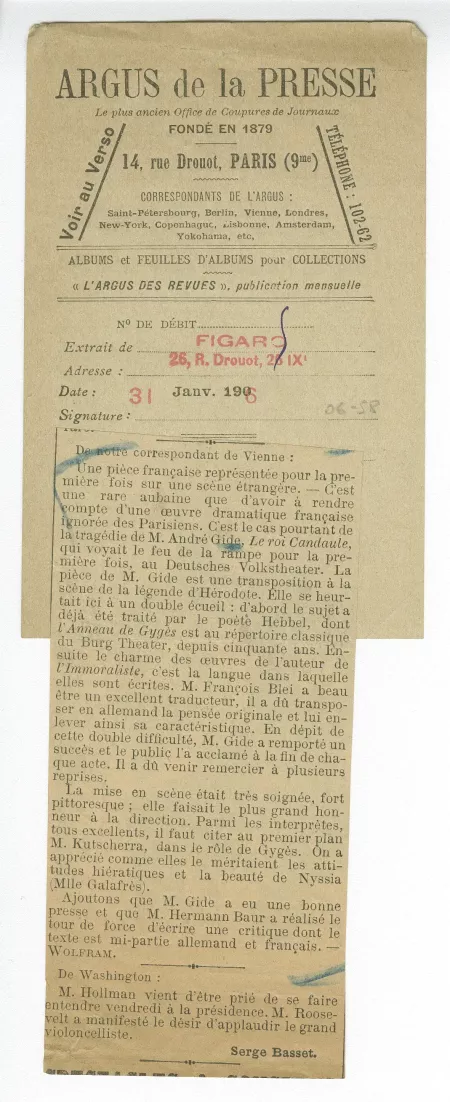 ARGUS de la PRESSE
Le plus ancien Office de Coupures de Journaux
FONDÉ EN 1879
Voir au Verso
14, rue Drouot, PARIS (9me)
TÉLÉPHONE : 102-62
CORRESPONDANTS DE L'ARGUS :
Saint-Pétersbourg, Berlin, Vienne, Londres,
New-York, Copenhague, Lisbonne, Amsterdam,
Yokohama, etc.
ALBUMS et FEUILLES D'ALBUMS pour COLLECTIONS
« L'ARGUS DES REVUES », publication mensuelle
No DE DÉBIT
Extrait de FIGARO
Adresse : 26, R. Drouot, 26 IXe
Date : 31 Janv. 1906
Signature :
De notre correspondant de Vienne :
Une pièce française représentée pour la pre-
mière fois sur une scène étrangère. — C'est
une rare aubaine que d'avoir à rendre
compte d'une œuvre dramatique française
ignorée des Parisiens. C'est le cas pourtant de
la tragédie de M. André Gide, Le roi Candaule,
qui voyait le feu de la rampe pour la pre-
mière fois, au Deutsches Volkstheater. La
pièce de M. Gide est une transposition à la
scène de la légende d'Hérodote. Elle se heur-
tait ici à un double écueil : d'abord le sujet a
déjà été traité par le poète Hebbel, dont
l'Anneau de Gygès est au répertoire classique
du Burg Theater, depuis cinquante ans. En-
suite le charme des œuvres de l'auteur de
l'Immoraliste, c'est la langue dans laquelle
elles sont écrites. M. François Blei a beau
être un excellent traducteur, il a dû transpo-
ser en allemand la pensée originale et lui en-
lever ainsi sa caractéristique. En dépit de
cette double difficulté, M. Gide a remporté un
succès et le public l'a acclamé à la fin de cha-
que acte. Il a dû venir remercier à plusieurs
reprises.
La mise en scène était très soignée, fort
pittoresque ; elle faisait le plus grand hon-
neur à la direction. Parmi les interprètes,
tous excellents, il faut citer au premier plan
M. Kutscherra, dans le rôle de Gygès. On a
apprécié comme elles le méritaient les atti-
tudes hiératiques et la beauté de Nyssia
(Mlle Galafrès).
Ajoutons que M. Gide a eu une bonne
presse et que M. Hermann Baur a réalisé le
tour de force d'écrire une critique dont le
texte est mi-partie allemand et français. —
WOLFRAM.
De Washington :
M. Hollman vient d'être prié de se faire
entendre vendredi à la présidence. M. Roose-
velt a manifesté le désir d'applaudir le grand
violoncelliste.
Serge Basset.